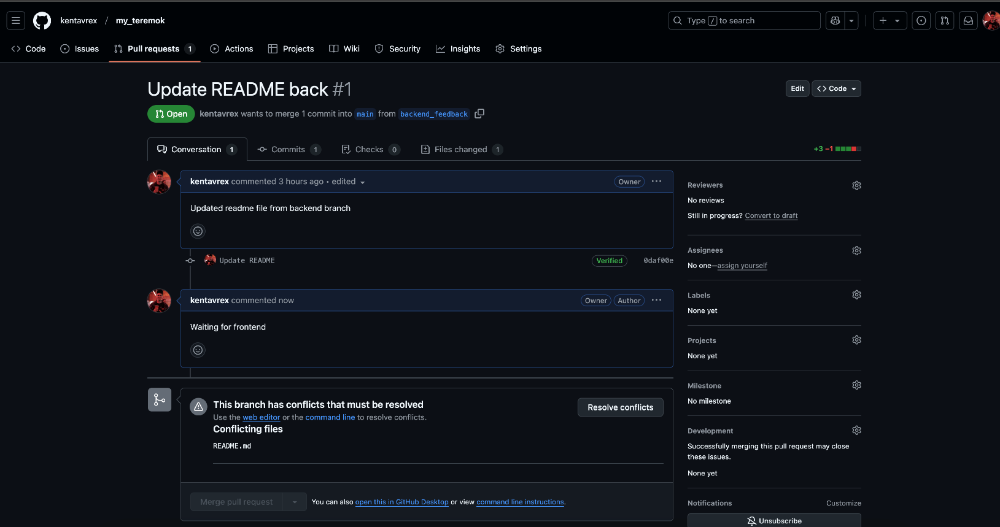 kentavrex / my_teremok
Type / to search
Code
Issues
Pull requests 1
Actions
Projects
Wiki
Security
Insights
Settings
Update README back #1
Edit
<> Code
Open
kentavrex wants to merge 1 commit into main from backend_feedback
Conversation 1
Commits 1
Checks 0
Files changed 1
+3 −1
kentavrex commented 3 hours ago • edited
Owner
Updated readme file from backend branch
Update README
Verified
0daf00e
kentavrex commented now
Owner
Author
Waiting for frontend
This branch has conflicts that must be resolved
Use the web editor or the command line to resolve conflicts.
Resolve conflicts
Conflicting files
README.md
Merge pull request
You can also open this in GitHub Desktop or view command line instructions.
Reviewers
No reviews
Still in progress? Convert to draft
Assignees
No one—assign yourself
Labels
None yet
Projects
None yet
Milestone
No milestone
Development
Successfully merging this pull request may close
these issues.
None yet
Notifications
Customize
Unsubscribe